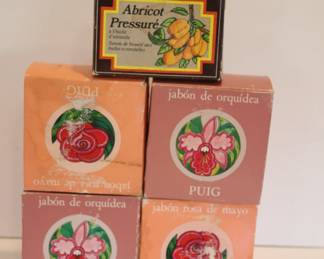 Abricot
Pressuré
à l'huile
d'amande
PUIG
jabón rosa de mayo
jabón de orquídea
PUIG
jabón de orquídea
jabón rosa de mayo